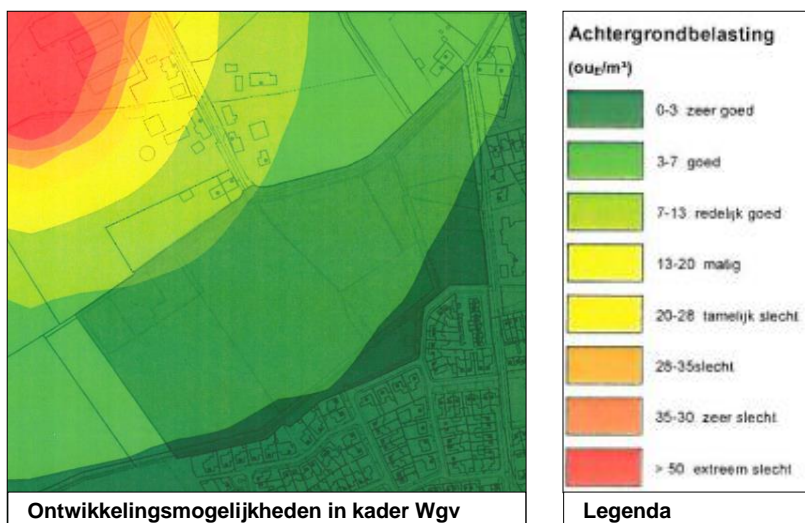 Ontwikkelingsmogelijkheden in kader Wgv
Achtergrondbelasting
(ouE/m³)
0-3 zeer goed
3-7 goed
7-13 redelijk goed
13-20 matig
20-28 tamelijk slecht
28-35slecht
35-30 zeer slecht
> 50 extreem slecht
Legenda